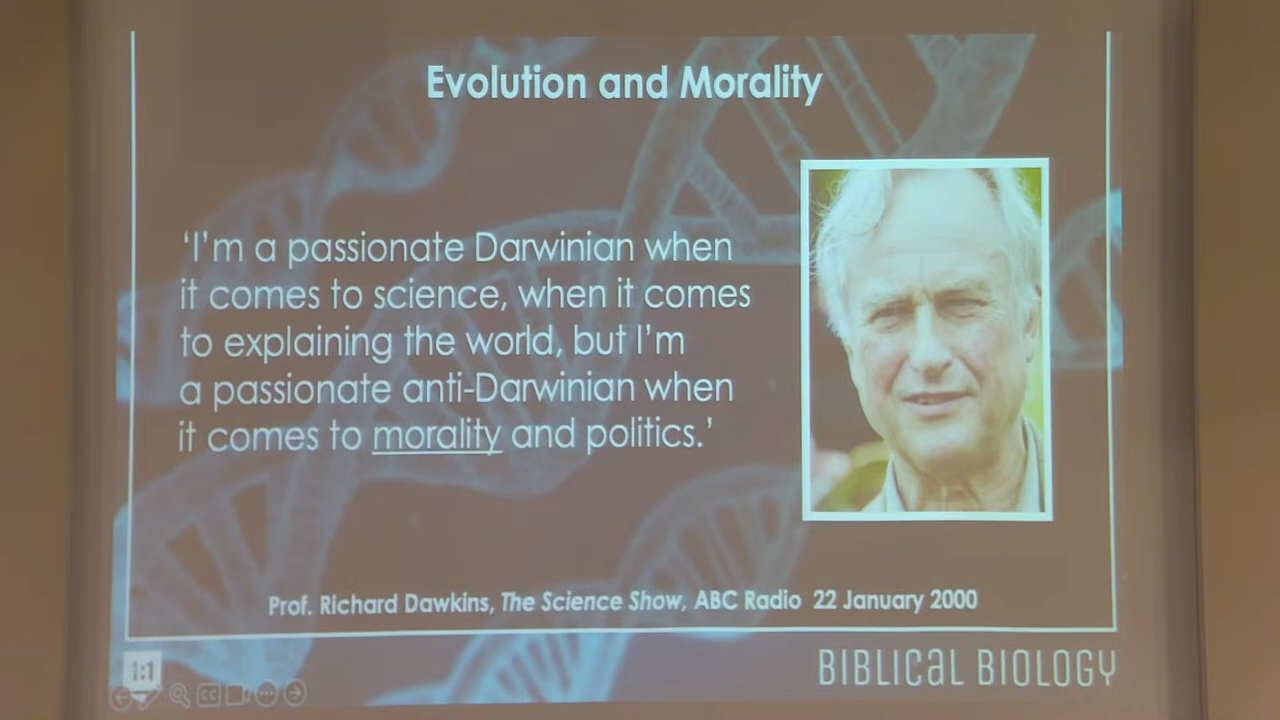 Evolution and Morality
‘I’m a passionate Darwinian when
it comes to science, when it comes
to explaining the world, but I’m
a passionate anti-Darwinian when
it comes to morality and politics.’
Prof. Richard Dawkins, The Science Show, ABC Radio 22 January 2000
1:1
BIBLICAL BIOLOGY
CC